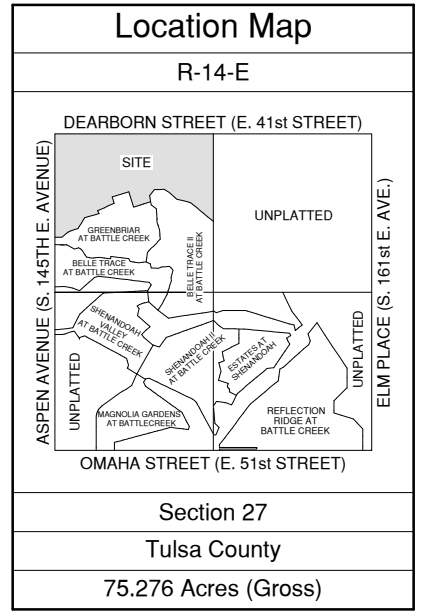 Location Map
R-14-E
DEARBORN STREET (E. 41st STREET)
ASPEN AVENUE (S. 145TH E. AVENUE)
ELM PLACE (S. 161st E. AVE.)
SITE
UNPLATTED
GREENBRIAR
AT BATTLE CREEK
BELLE TRACE
AT BATTLE CREEK
BELLE TRACE II
AT BATTLE CREEK
SHENANDOAH
VALLEY
AT BATTLE CREEK
SHENANDOAH II
AT BATTLE CREEK
ESTATES AT
SHENANDOAH
UNPLATTED
UNPLATTED
MAGNOLIA GARDENS
AT BATTLECREEK
REFLECTION
RIDGE AT
BATTLE CREEK
OMAHA STREET (E. 51st STREET)
Section 27
Tulsa County
75.276 Acres (Gross)